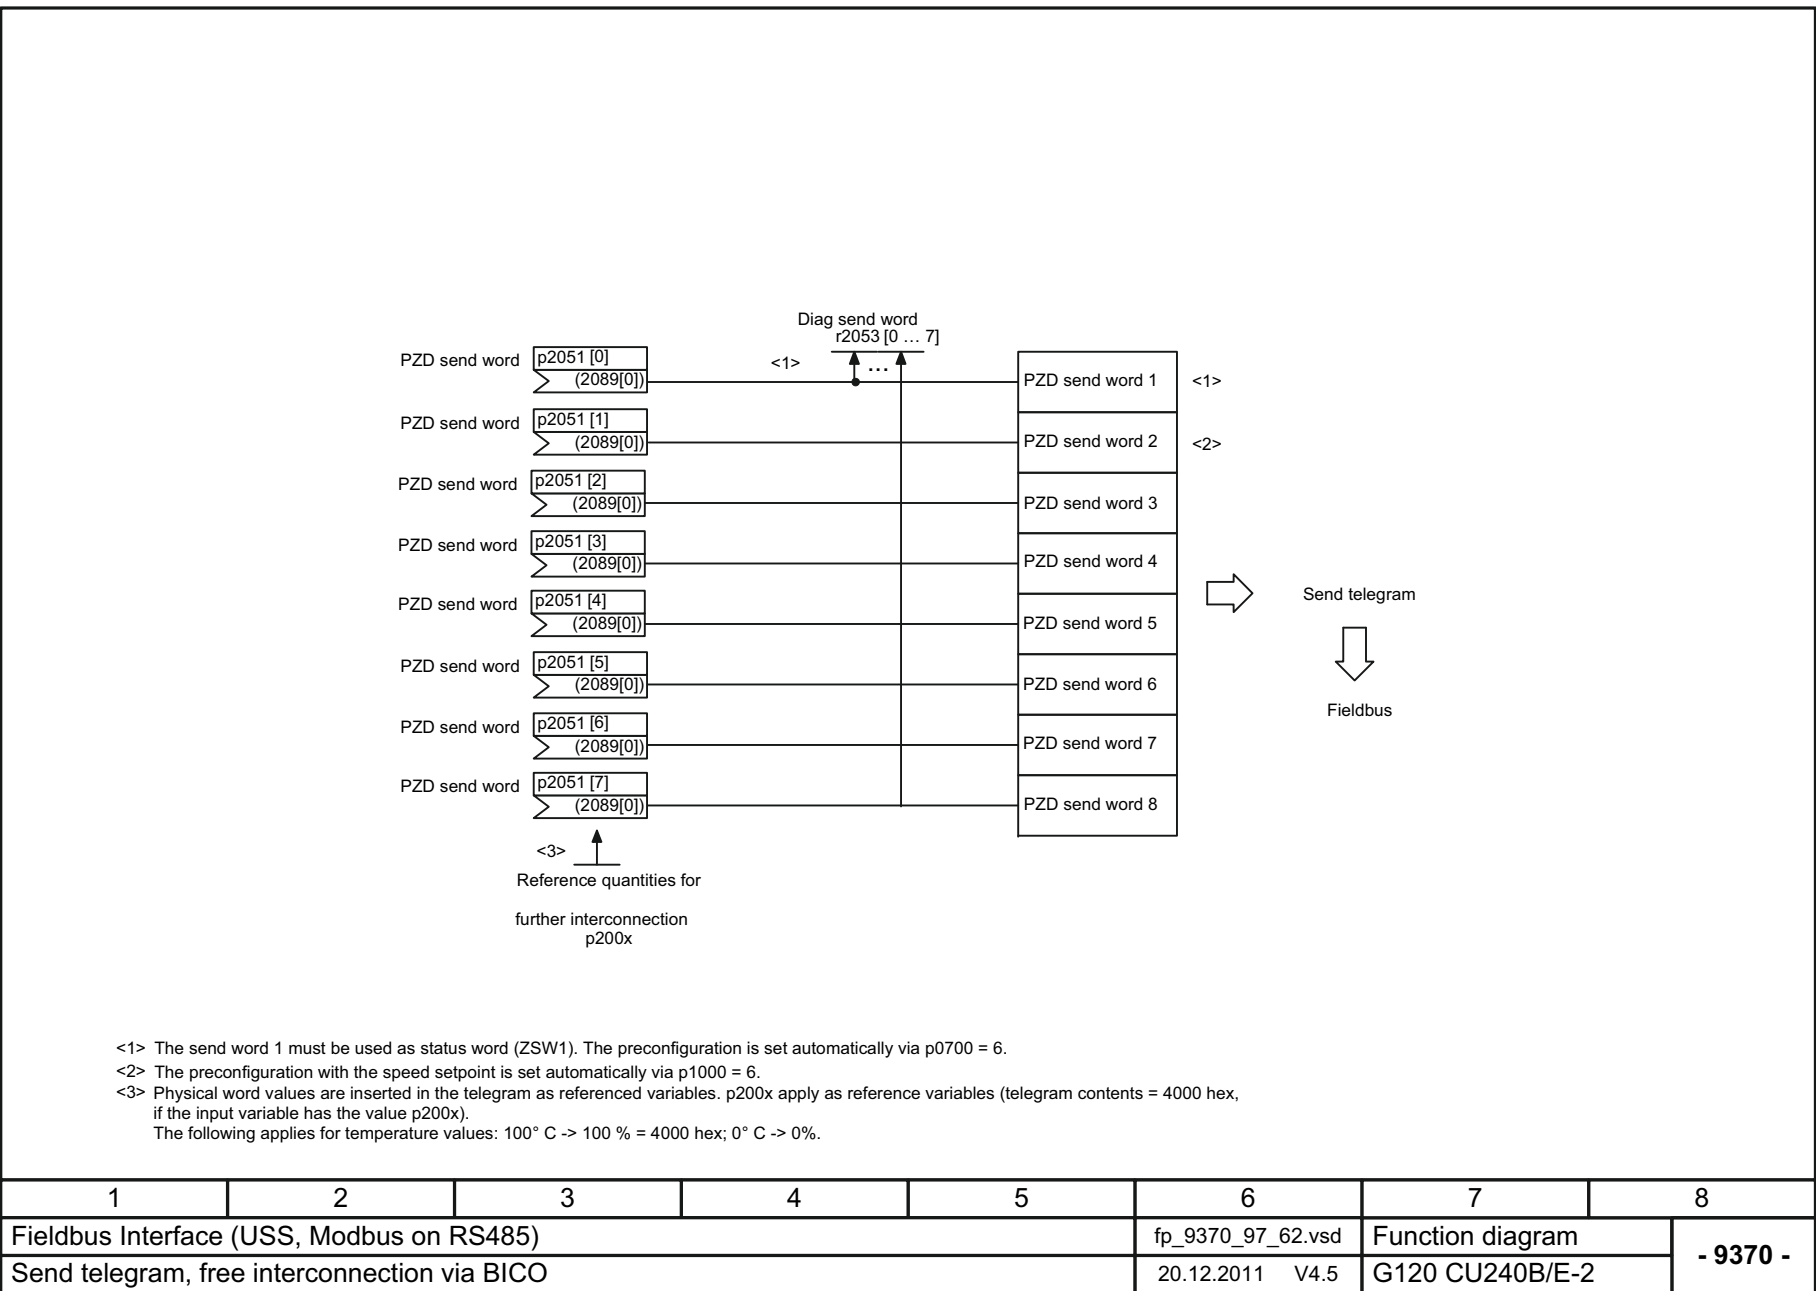 Diag send word
r2053 [0 … 7]
PZD send word
p2051 [0]
(2089[0])
<1>
...
PZD send word 1
<1>
PZD send word
p2051 [1]
(2089[0])
PZD send word 2
<2>
PZD send word
p2051 [2]
(2089[0])
PZD send word 3
PZD send word
p2051 [3]
(2089[0])
PZD send word 4
PZD send word
p2051 [4]
(2089[0])
PZD send word 5
Send telegram
PZD send word
p2051 [5]
(2089[0])
PZD send word 6
Fieldbus
PZD send word
p2051 [6]
(2089[0])
PZD send word 7
PZD send word
p2051 [7]
(2089[0])
PZD send word 8
<3>
Reference quantities for
further interconnection
p200x
<1> The send word 1 must be used as status word (ZSW1). The preconfiguration is set automatically via p0700 = 6.
<2> The preconfiguration with the speed setpoint is set automatically via p1000 = 6.
<3> Physical word values are inserted in the telegram as referenced variables. p200x apply as reference variables (telegram contents = 4000 hex,
if the input variable has the value p200x).
The following applies for temperature values: 100° C -> 100 % = 4000 hex; 0° C -> 0%.
1 2 3 4 5 6 7 8
Fieldbus Interface (USS, Modbus on RS485)
fp_9370_97_62.vsd
Function diagram
- 9370 -
Send telegram, free interconnection via BICO
20.12.2011 V4.5
G120 CU240B/E-2